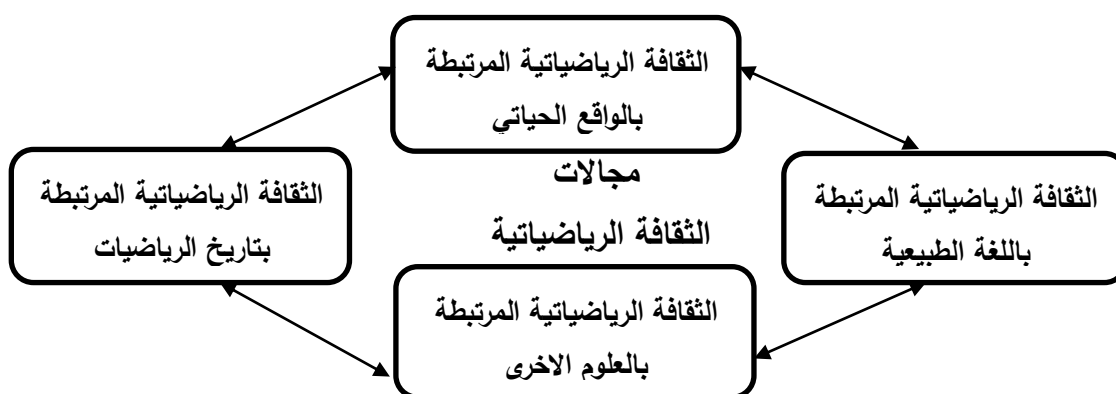 الثقافة الرياضياتية المرتبطة
بالواقع الحياتي
مجالات
الثقافة الرياضياتية
الثقافة الرياضياتية المرتبطة
باللغة الطبيعية
الثقافة الرياضياتية المرتبطة
بتاريخ الرياضيات
الثقافة الرياضياتية المرتبطة
بالعلوم الاخرى